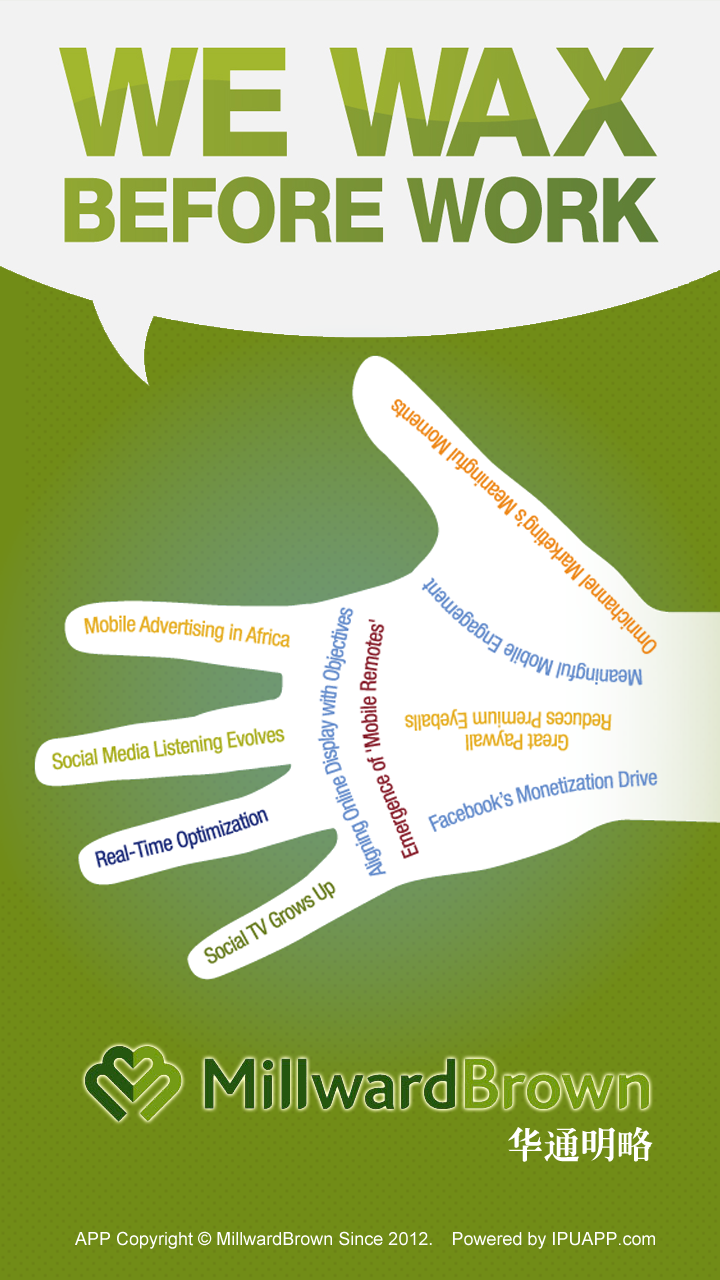 WE WAX
BEFORE WORK
Omnichannel Marketing's Meaningful Moments
Meaningful Mobile Engagement
Mobile Advertising in Africa
Aligning Online Display with Objectives
Emergence of 'Mobile Remotes'
Great Paywall
Reduces Premium Eyeballs
Social Media Listening Evolves
Facebook's Monetization Drive
Real-Time Optimization
Social TV Grows Up
MillwardBrown
华通明略
APP Copyright © MillwardBrown Since 2012. Powered by IPUAPP.com